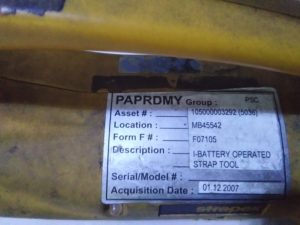 PAPRDMY Group : PSC
Asset # : 105000003292 (5036)
Location : MB45542
Form F # : F07105
Description : I-BATTERY OPERATED
STRAP TOOL
Serial/Model# :
Acquisition Date : 01.12.2007